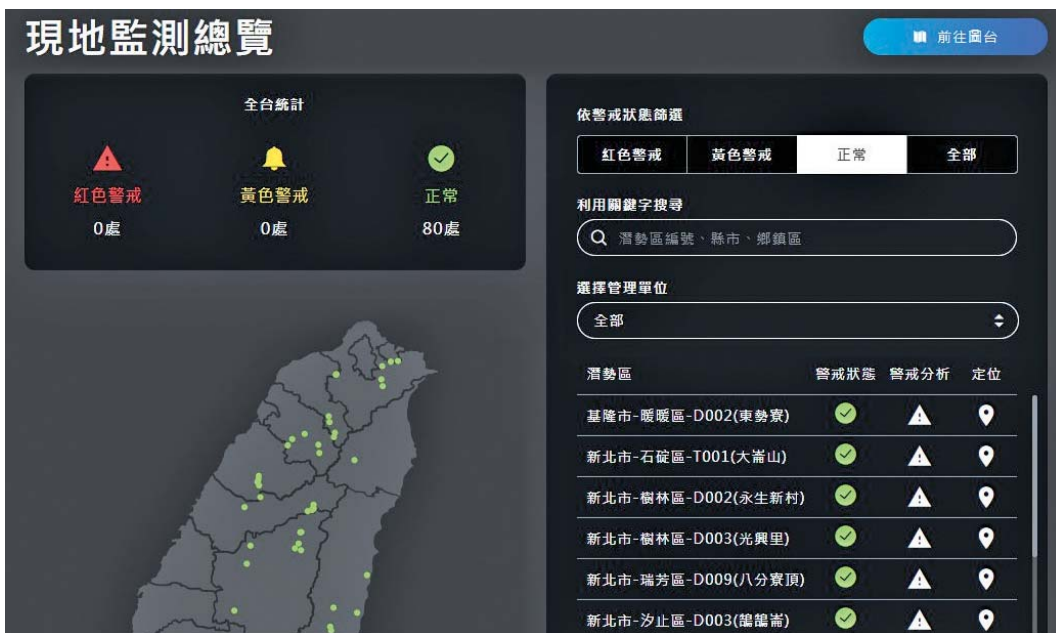 現地監測總覽
前往圖台
全台統計
紅色警戒
黃色警戒
正常
0處
0處
80處
依警戒狀態篩選
紅色警戒
黃色警戒
正常
全部
利用關鍵字搜尋
潛勢區編號、縣市、鄉鎮區
選擇管理單位
全部
潛勢區 警戒狀態 警戒分析 定位
基隆市-暖暖區-D002(東勢寮)
新北市-石碇區-T001(大崙山)
新北市-樹林區-D002(永生新村)
新北市-樹林區-D003(光興里)
新北市-瑞芳區-D009(八分寮頂)
新北市-汐止區-D003(鵠鵠崙)